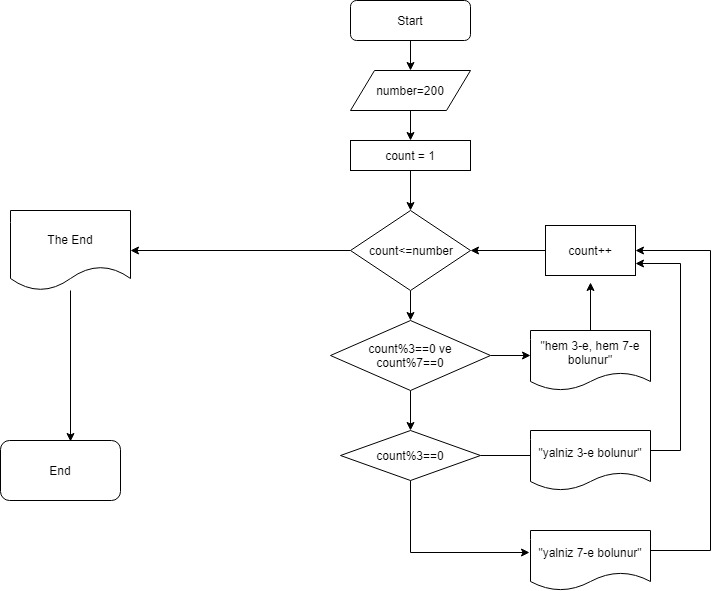 Start
number=200
count = 1
The End
count<=number
count++
count%3==0 ve
count%7==0
"hem 3-e, hem 7-e
bolunur"
count%3==0
"yalniz 3-e bolunur"
End
"yalniz 7-e bolunur"